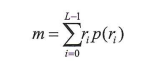 m = \sum_{i=0}^{L-1} r_i p(r_i)